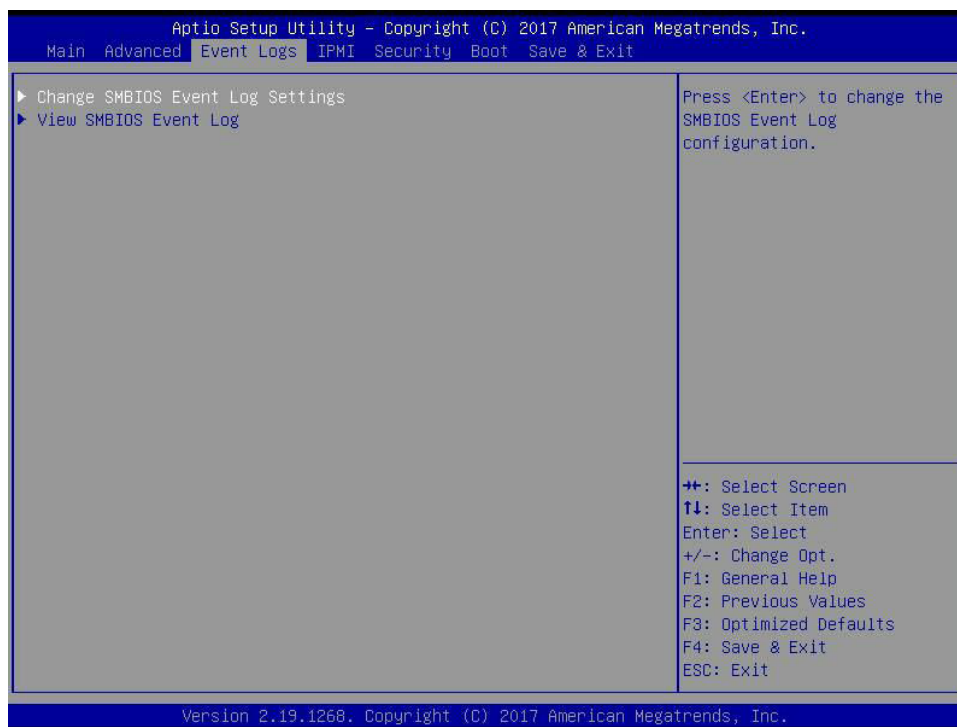 Aptio Setup Utility – Copyright (C) 2017 American Megatrends, Inc.
Main Advanced Event Logs IPMI Security Boot Save & Exit
▶ Change SMBIOS Event Log Settings
▶ View SMBIOS Event Log
Press <Enter> to change the
SMBIOS Event Log
configuration.
→←: Select Screen
↑↓: Select Item
Enter: Select
+/-: Change Opt.
F1: General Help
F2: Previous Values
F3: Optimized Defaults
F4: Save & Exit
ESC: Exit
Version 2.19.1268. Copyright (C) 2017 American Megatrends, Inc.